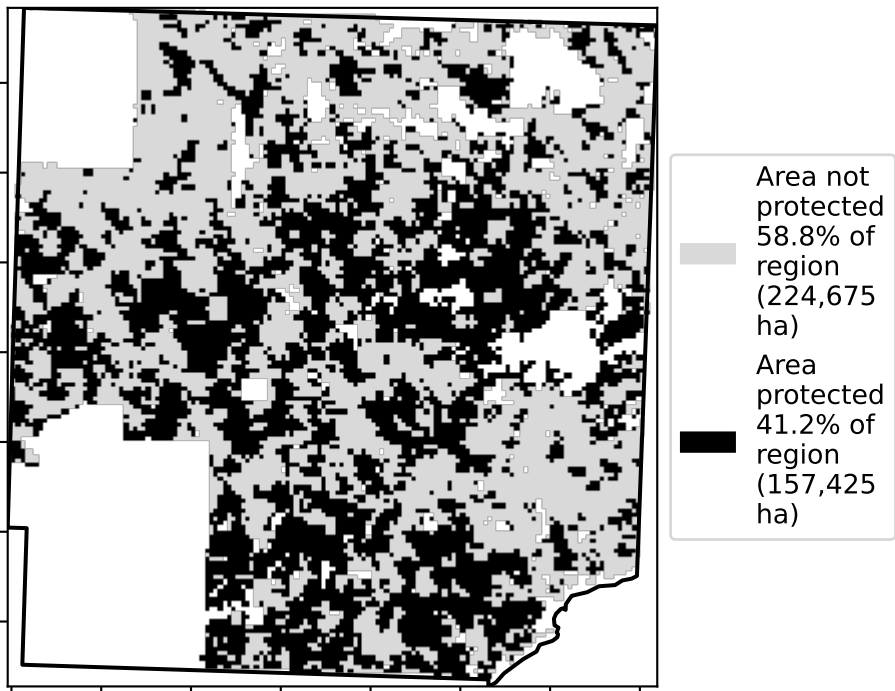 Area not
protected
58.8% of
region
(224,675
ha)
Area
protected
41.2% of
region
(157,425
ha)